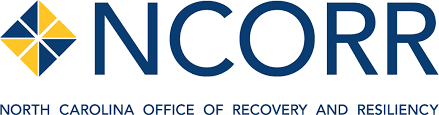 NCORR
NORTH CAROLINA OFFICE OF RECOVERY AND RESILIENCY